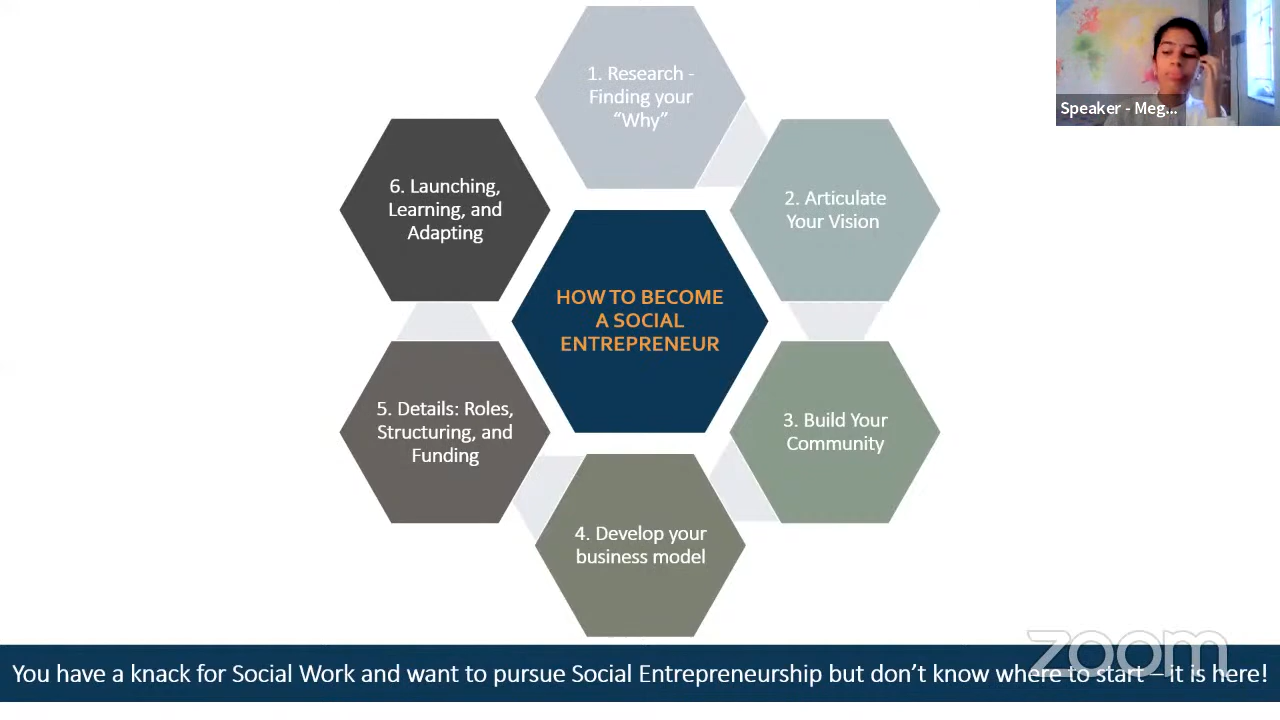 1. Research -
Finding your
“Why”
Speaker - Meg...
6. Launching,
Learning, and
Adapting
2. Articulate
Your Vision
HOW TO BECOME
A SOCIAL
ENTREPRENEUR
5. Details: Roles,
Structuring, and
Funding
3. Build Your
Community
4. Develop your
business model
zoom
You have a knack for Social Work and want to pursue Social Entrepreneurship but don’t know where to start – it is here!